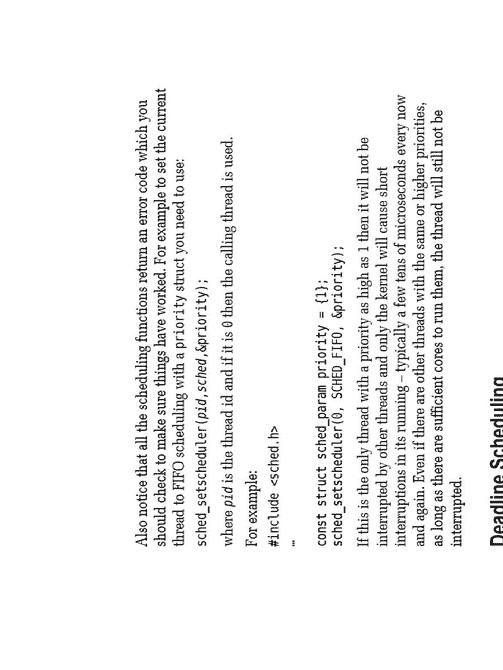 Also notice that all the scheduling functions return an error code which you
should check to make sure things have worked. For example to set the current
thread to FIFO scheduling with a priority struct you need to use:
sched_setscheduler(pid,sched,&priority);
where pid is the thread id and if it is 0 then the calling thread is used.
For example:
#include <sched.h>
…
const struct sched_param priority = {1};
sched_setscheduler(0, SCHED_FIFO, &priority);
If this is the only thread with a priority as high as 1 then it will not be
interrupted by other threads and only the kernel will cause short
interruptions in its running – typically a few tens of microseconds every now
and again. Even if there are other threads with the same or higher priorities,
as long as there are sufficient cores to run them, the thread will still not be
interrupted.
Deadline Scheduling